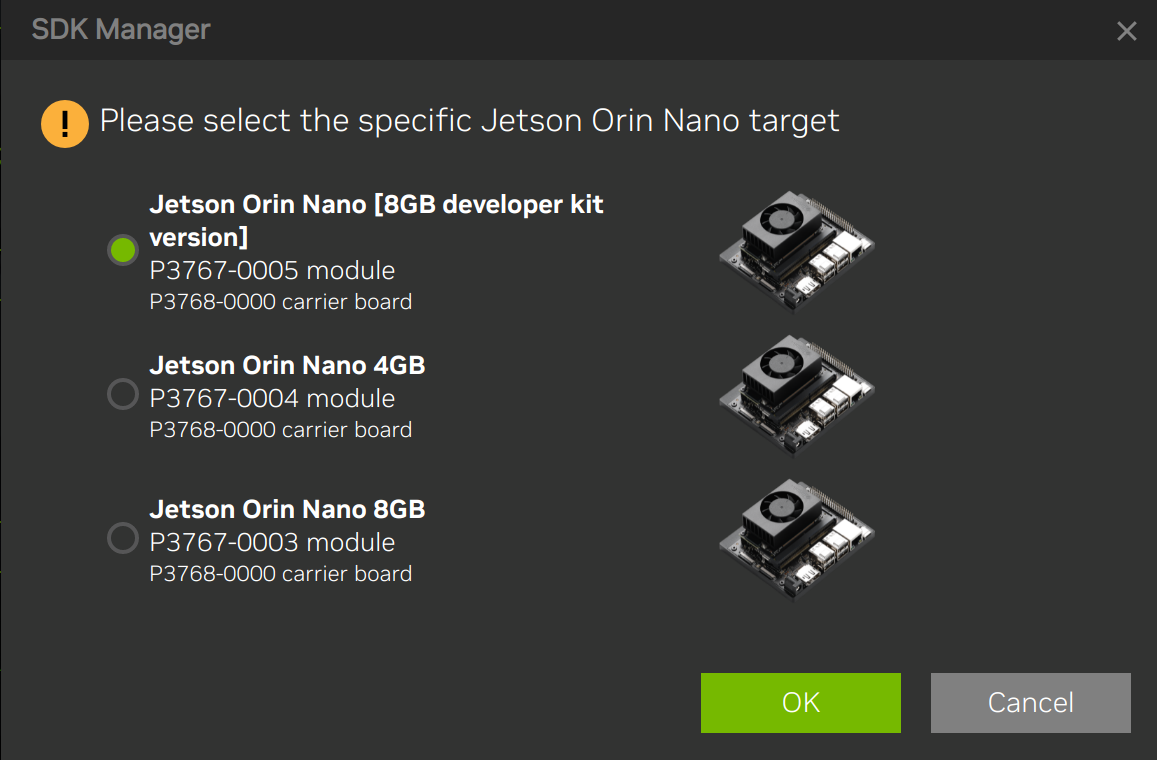 SDK Manager
Please select the specific Jetson Orin Nano target
Jetson Orin Nano [8GB developer kit
version]
P3767-0005 module
P3768-0000 carrier board
Jetson Orin Nano 4GB
P3767-0004 module
P3768-0000 carrier board
Jetson Orin Nano 8GB
P3767-0003 module
P3768-0000 carrier board
OK
Cancel